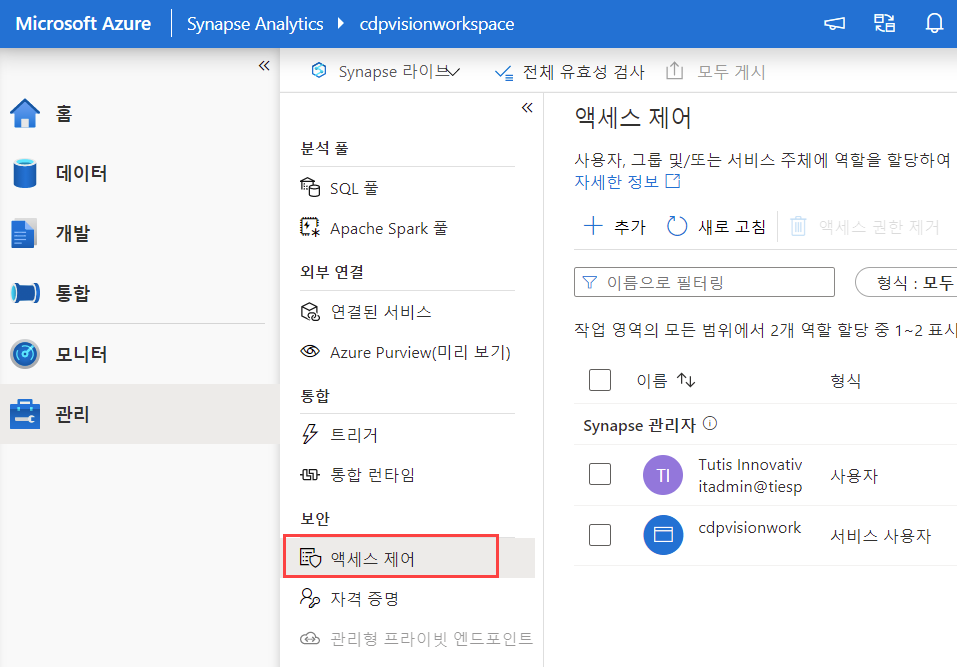 Microsoft Azure
Synapse Analytics
cdpvisionworkspace
홈
데이터
개발
통합
모니터
관리
Synapse 라이브
전체 유효성 검사
모두 게시
분석 풀
SQL 풀
Apache Spark 풀
외부 연결
연결된 서비스
Azure Purview(미리 보기)
통합
트리거
통합 런타임
보안
액세스 제어
자격 증명
관리형 프라이빗 엔드포인트
액세스 제어
사용자, 그룹 및/또는 서비스 주체에 역할을 할당하여
자세한 정보
추가
새로 고침
액세스 권한 제거
이름으로 필터링
형식 : 모두
작업 영역의 모든 범위에서 2개 역할 할당 중 1~2 표시
이름
형식
Synapse 관리자
TI
Tutis Innovativ
itadmin@tiesp
사용자
cdpvisionwork
서비스 사용자